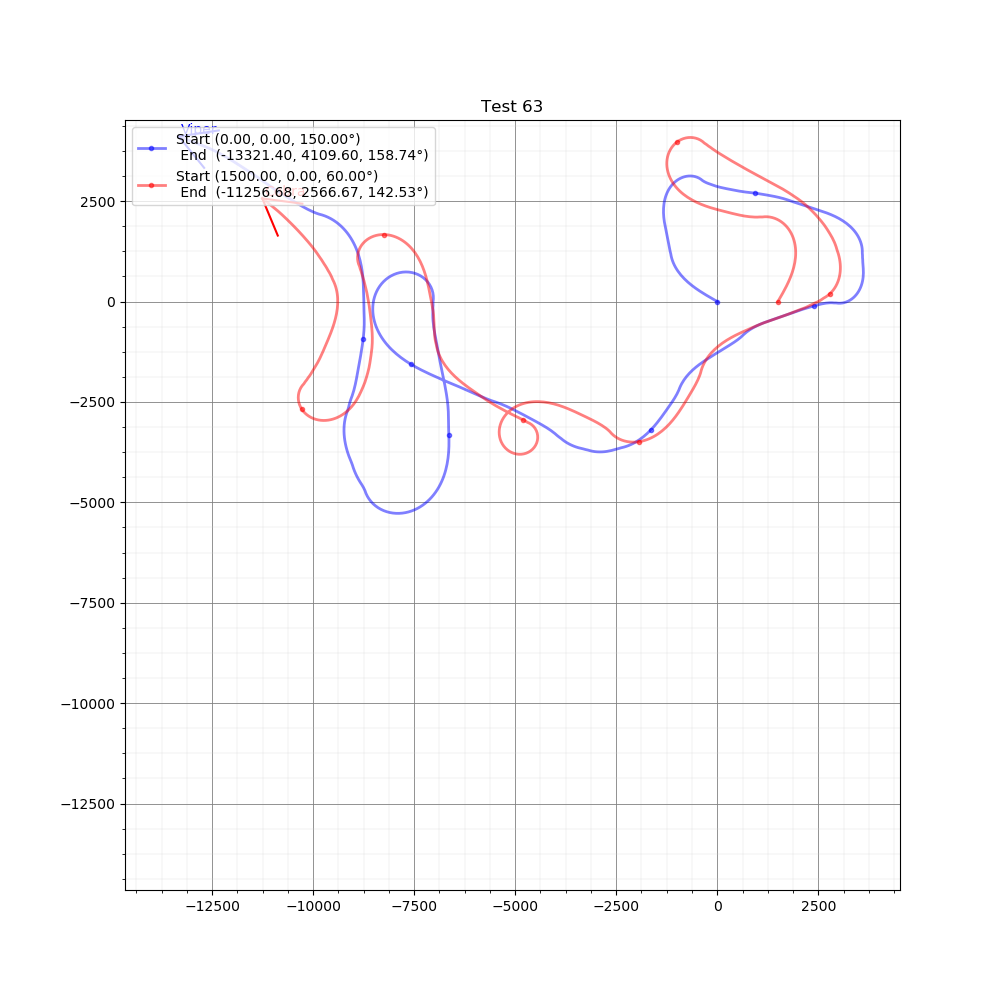 Test 63
Viper
Start (0.00, 0.00, 150.00°)
End (-13321.40, 4109.60, 158.74°)
Start (1500.00, 0.00, 60.00°)
End (-11256.68, 2566.67, 142.53°)
2500
0
−2500
−5000
−7500
−10000
−12500
−12500 −10000 −7500 −5000 −2500 0 2500